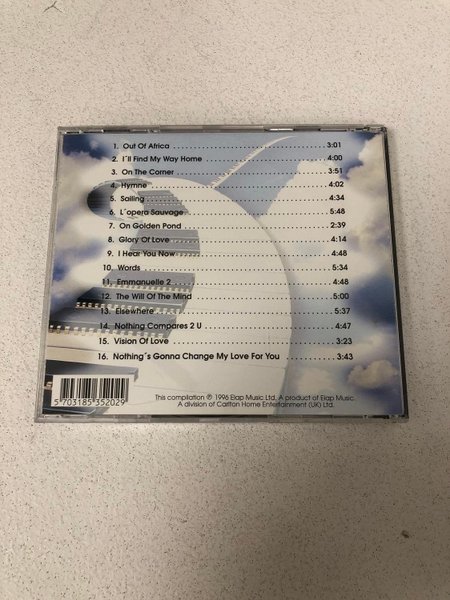 1. Out Of Africa 3:01
2. I´ll Find My Way Home 4:00
3. On The Corner 3:51
4. Hymne 4:02
5. Sailing 4:34
6. L´opera Sauvage 5:48
7. On Golden Pond 2:39
8. Glory Of Love 4:14
9. I Hear You Now 4:48
10. Words 5:34
11. Emmanuelle 2 4:48
12. The Will Of The Mind 5:00
13. Elsewhere 5:37
14. Nothing Compares 2 U 4:47
15. Vision Of Love 3:23
16. Nothing´s Gonna Change My Love For You 3:43
5 703185 352029
This compilation ℗ 1996 Elap Music Ltd. A product of Elap Music.
A division of Carlton Home Entertainment (UK) Ltd.